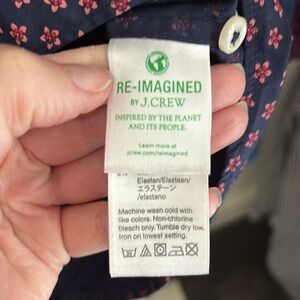 RE-IMAGINED
BY J.CREW
INSPIRED BY THE PLANET
AND ITS PEOPLE.
Learn more at
jcrew.com/reimagined
Elastan/Elastaan/
エラステーン/
/elastano
Machine wash cold with
like colors. Non-chlorine
bleach only. Tumble dry low.
Iron on lowest setting.